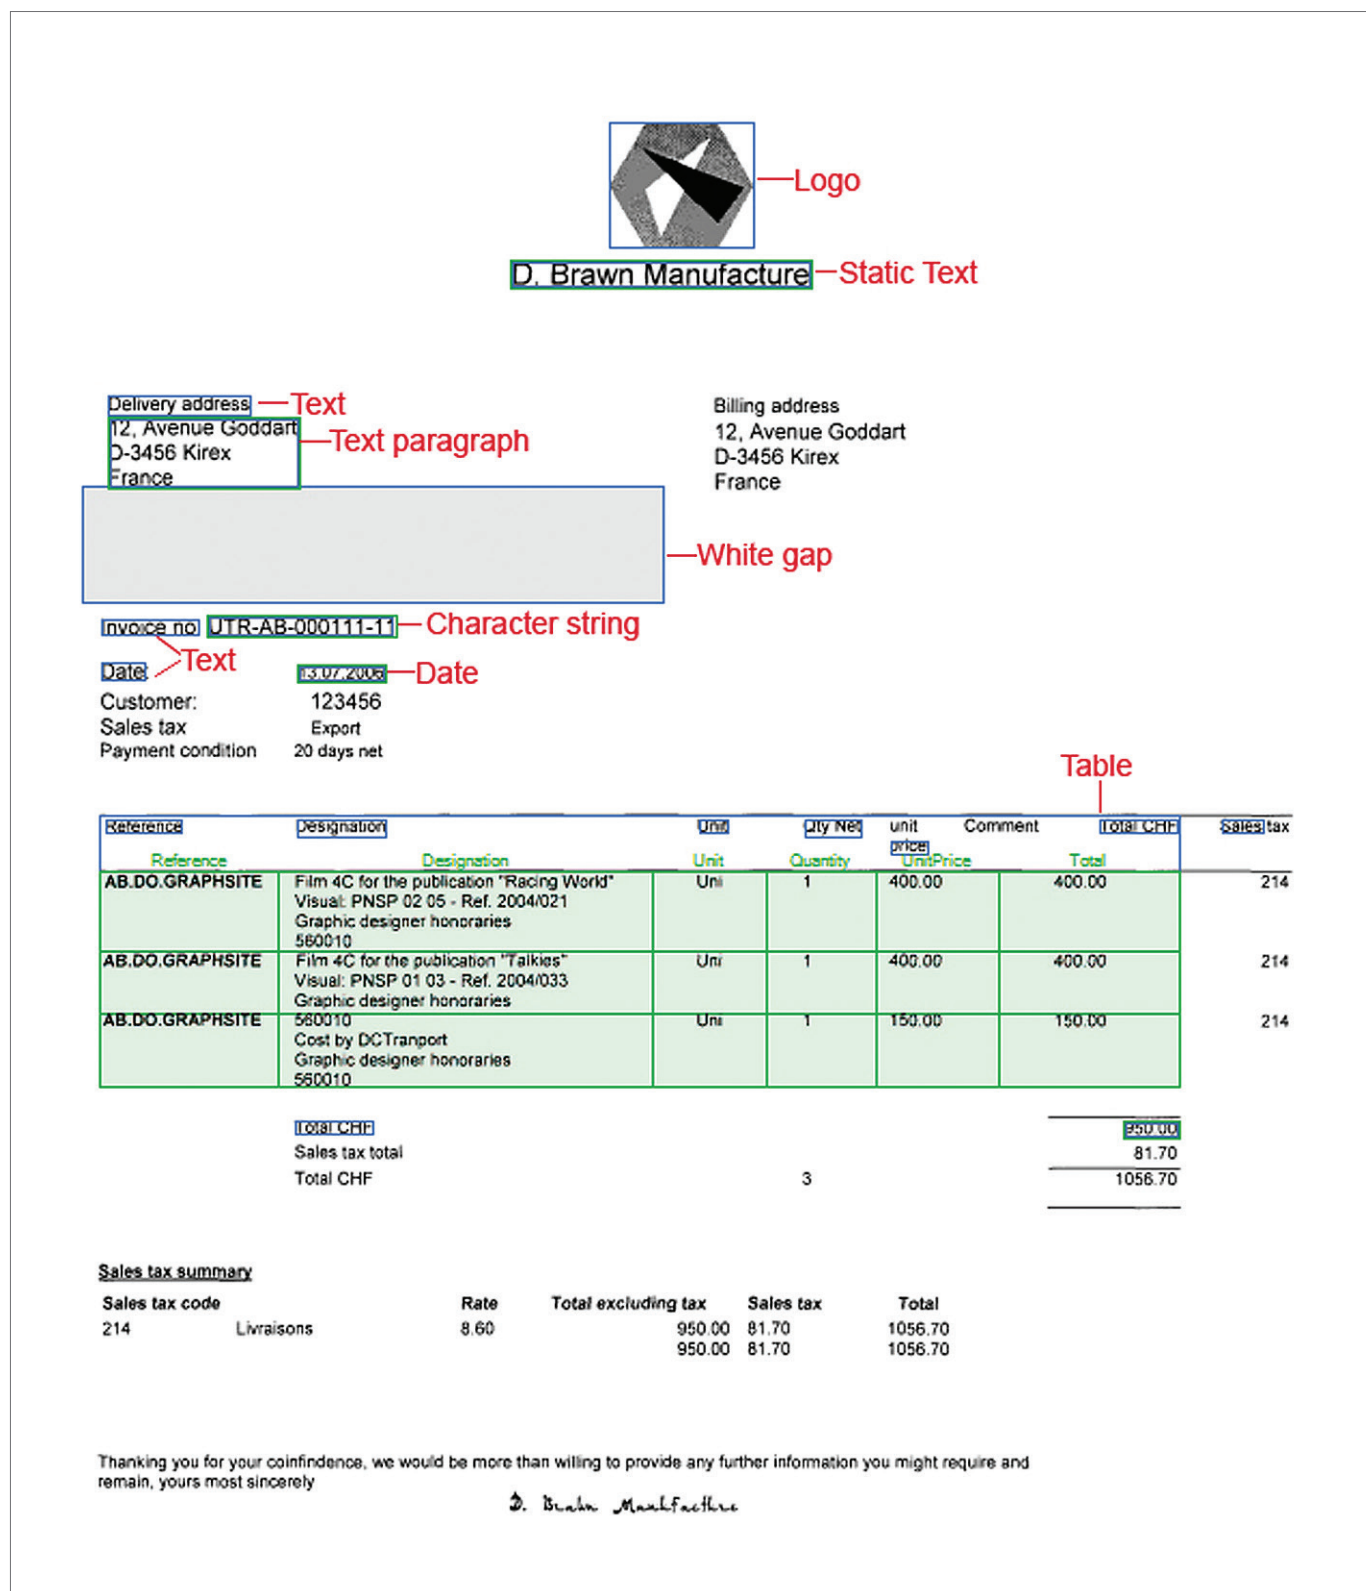 Logo
D. Brawn Manufacture Static Text
Delivery address Text
12, Avenue Goddart
D-3456 Kirex
France
Text paragraph
Billing address
12, Avenue Goddart
D-3456 Kirex
France
White gap
Invoice no UTR-AB-000111-11 Character string
Text
Date: 13.07.2006 Date
Customer: 123456
Sales tax Export
Payment condition 20 days net
Table
Reference Designation Unit Qty Net unit price Comment Total CHF Sales tax
Reference Designation Unit Quantity UnitPrice Total
AB.DO.GRAPHSITE Film 4C for the publication "Racing World" Uni 1 400.00 400.00 214
Visual: PNSP 02 05 - Ref. 2004/021
Graphic designer honoraries
560010
AB.DO.GRAPHSITE Film 4C for the publication "Talkies" Uni 1 400.00 400.00 214
Visual: PNSP 01 03 - Ref. 2004/033
Graphic designer honoraries
AB.DO.GRAPHSITE 560010 Uni 1 150.00 150.00 214
Cost by DCTranport
Graphic designer honoraries
560010
Total CHF 950.00
Sales tax total 81.70
Total CHF 3 1056.70
Sales tax summary
Sales tax code Rate Total excluding tax Sales tax Total
214 Livraisons 8.60 950.00 81.70 1056.70
950.00 81.70 1056.70
Thanking you for your coinfindence, we would be more than willing to provide any further information you might require and
remain, yours most sincerely
D. Brawn Manufacture